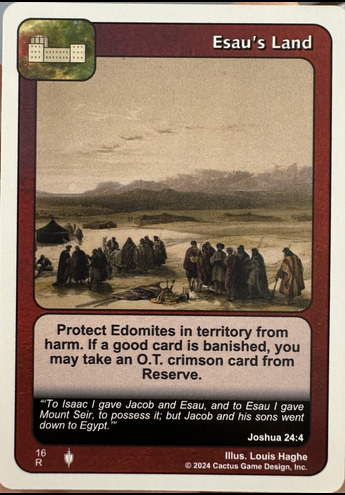 Esau's Land
Protect Edomites in territory from
harm. If a good card is banished, you
may take an O.T. crimson card from
Reserve.
"'To Isaac I gave Jacob and Esau, and to Esau I gave
Mount Seir, to possess it; but Jacob and his sons went
down to Egypt.'"
Joshua 24:4
16
R
Illus. Louis Haghe
© 2024 Cactus Game Design, Inc.